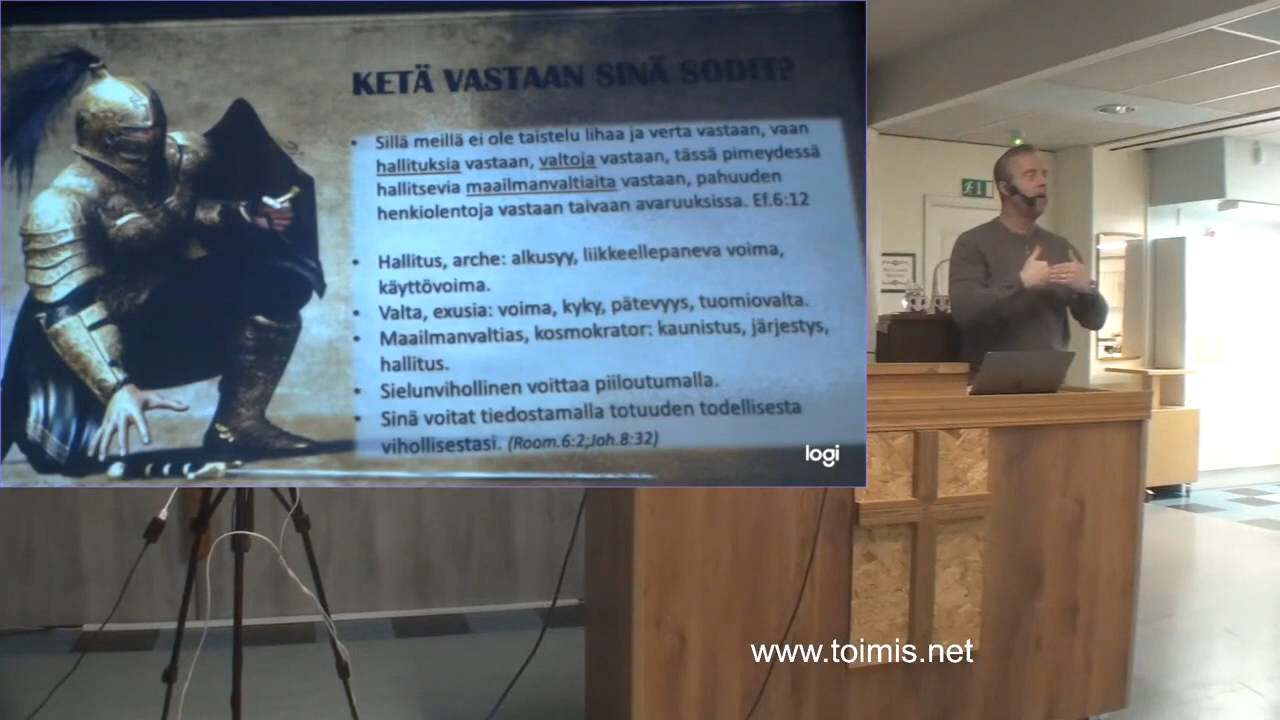 KETÄ VASTAAN SINÄ SODIT?
• Sillä meillä ei ole taistelu lihaa ja verta vastaan, vaan
hallituksia vastaan, valtoja vastaan, tässä pimeydessä
hallitsevia maailmanvaltiaita vastaan, pahuuden
henkiolentoja vastaan taivaan avaruuksissa. Ef.6:12
• Hallitus, arche: alkusyy, liikkeellepaneva voima,
käyttövoima.
• Valta, exusia: voima, kyky, pätevyys, tuomiovalta.
• Maailmanvaltias, kosmokrator: kaunistus, järjestys,
hallitus.
• Sielunvihollinen voittaa piiloutumalla.
• Sinä voitat tiedostamalla totuuden todellisesta
vihollisestasi. (Room.6:2;Joh.8:32)
logi
www.toimis.net